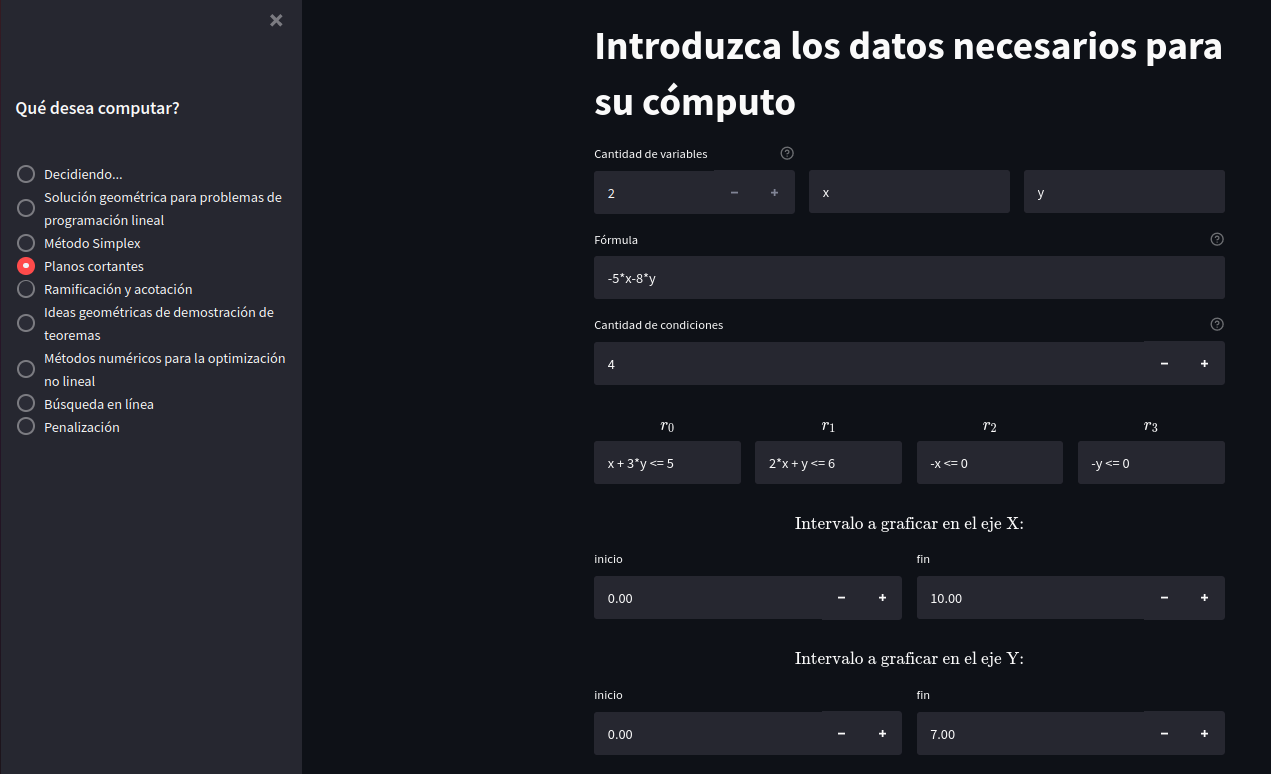 ×
Qué desea computar?
Decidiendo...
Solución geométrica para problemas de
programación lineal
Método Simplex
Planos cortantes
Ramificación y acotación
Ideas geométricas de demostración de
teoremas
Métodos numéricos para la optimización
no lineal
Búsqueda en línea
Penalización
Introduzca los datos necesarios para
su cómputo
Cantidad de variables ?
2 − + x y
Fórmula ?
-5*x-8*y
Cantidad de condiciones ?
4 − +
r₀ r₁ r₂ r₃
x + 3*y <= 5 2*x + y <= 6 -x <= 0 -y <= 0
Intervalo a graficar en el eje X:
inicio fin
0.00 − + 10.00 − +
Intervalo a graficar en el eje Y:
inicio fin
0.00 − + 7.00 − +